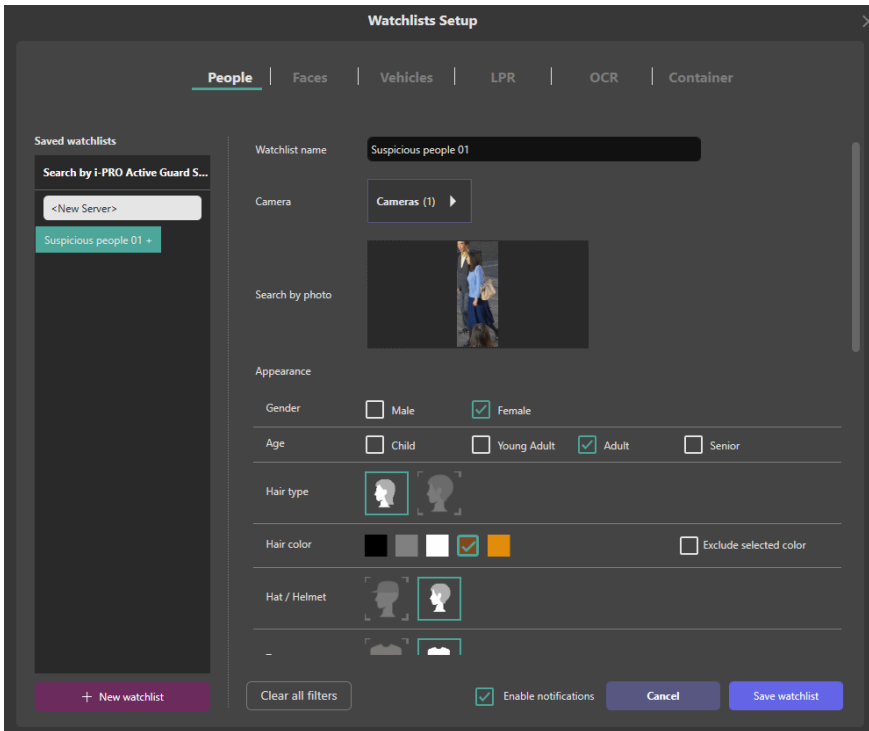 Watchlists Setup
People
Faces
Vehicles
LPR
OCR
Container
Saved watchlists
Search by i-PRO Active Guard S...
<New Server>
Suspicious people 01 +
+ New watchlist
Watchlist name
Suspicious people 01
Camera
Cameras (1)
Search by photo
Appearance
Gender
Male
Female
Age
Child
Young Adult
Adult
Senior
Hair type
Hair color
Exclude selected color
Hat / Helmet
Clear all filters
Enable notifications
Cancel
Save watchlist